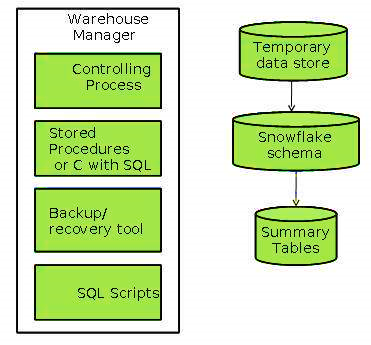 Warehouse
Manager
Controlling
Process
Stored
Procedures
or C with SQL
Backup/
recovery tool
SQL Scripts
Temporary
data store
Snowflake
schema
Summary
Tables